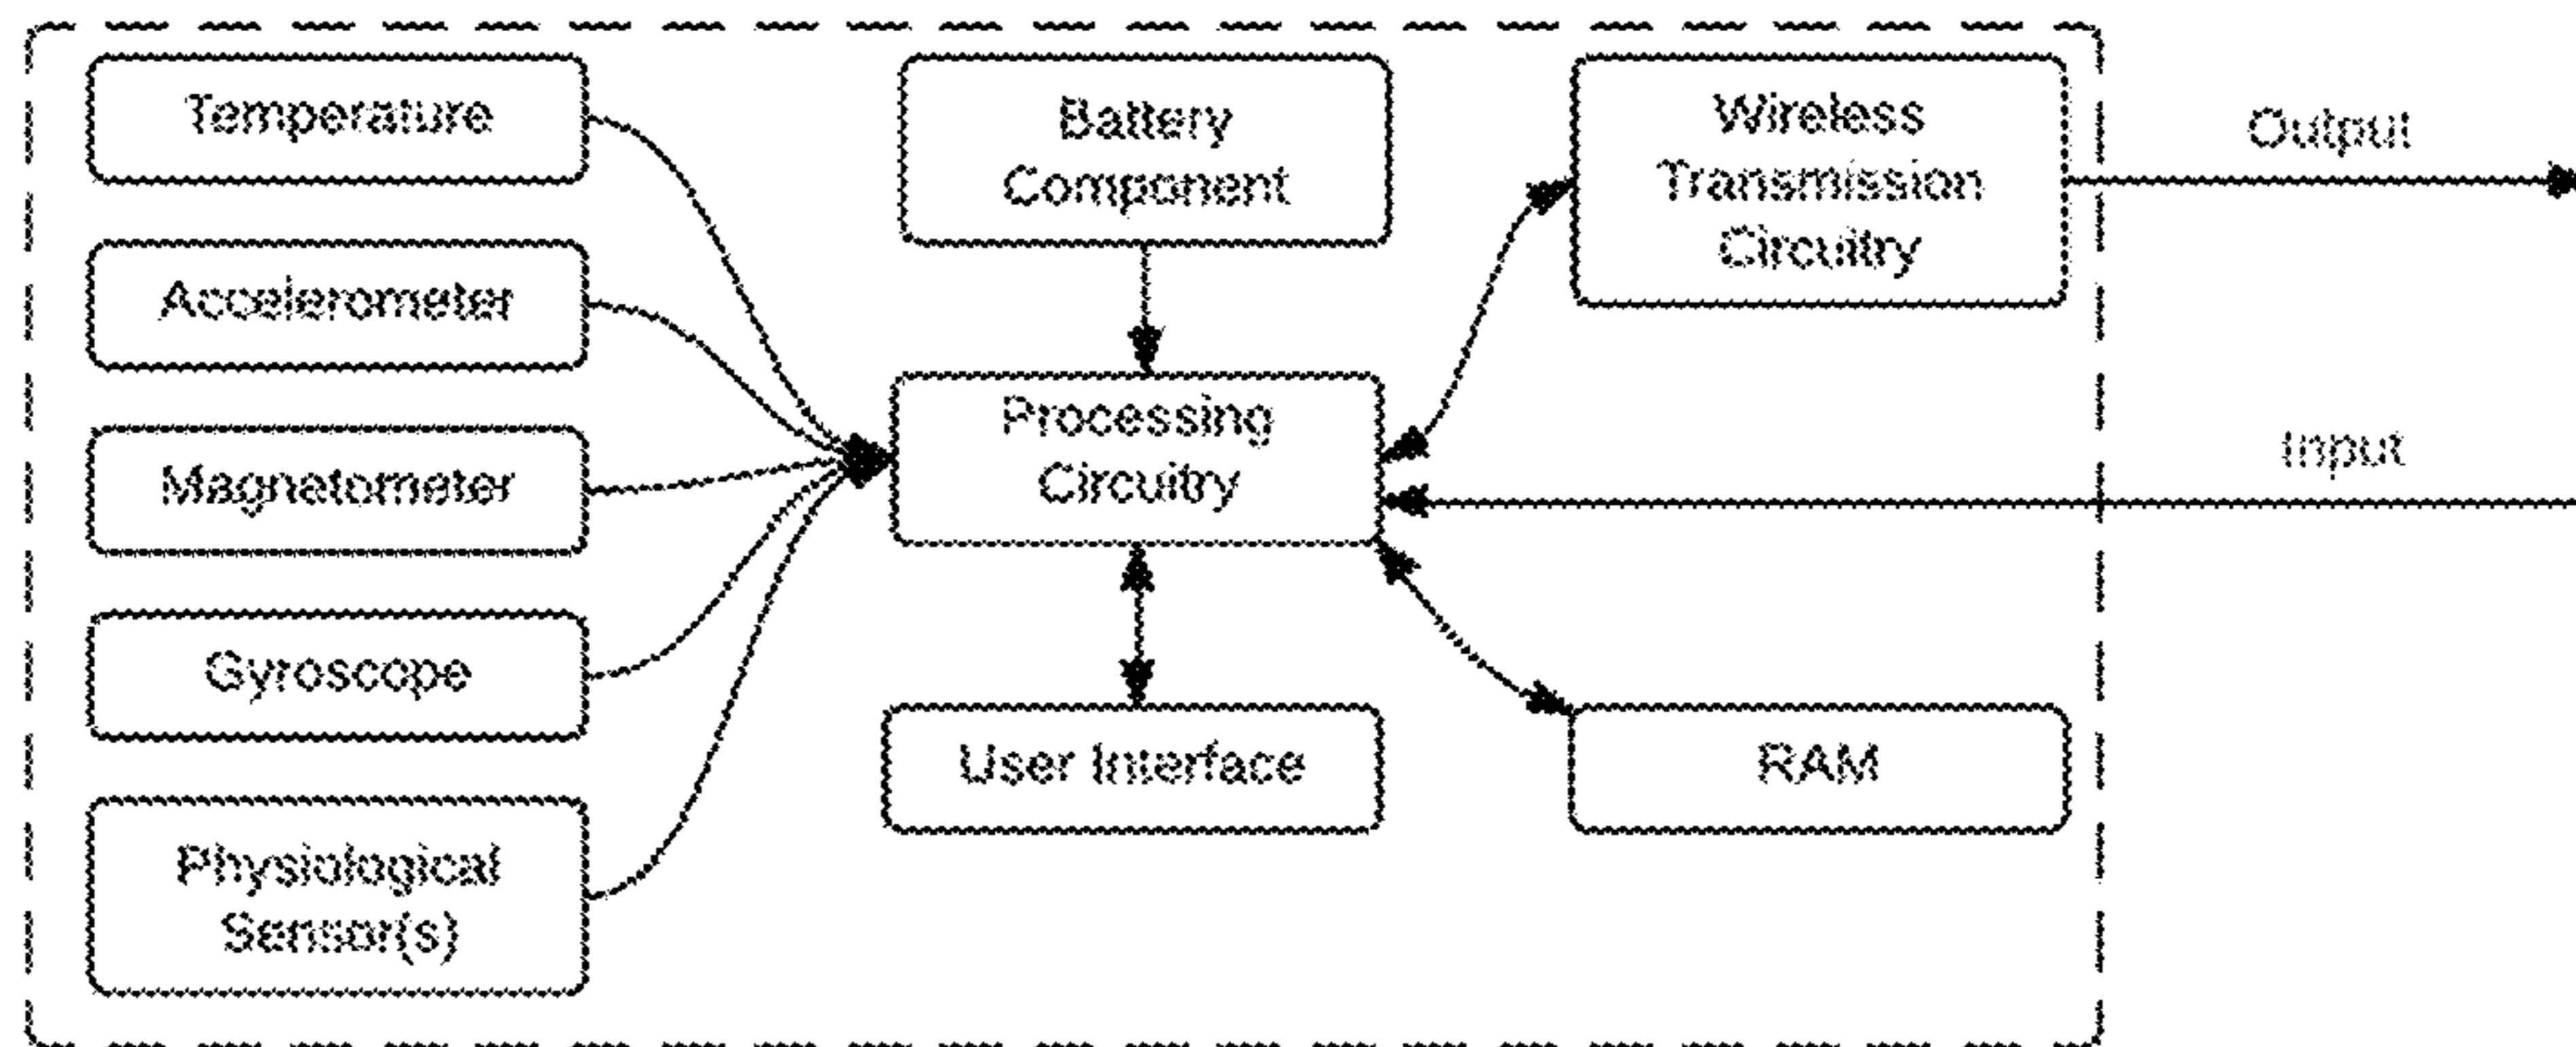 Temperature
Accelerometer
Magnatometer
Gyroscope
Physiological
Sensor(s)
Battery
Component
Processing
Circuitry
User Interface
Wireless
Transmission
Circuitry
RAM
Output
Input